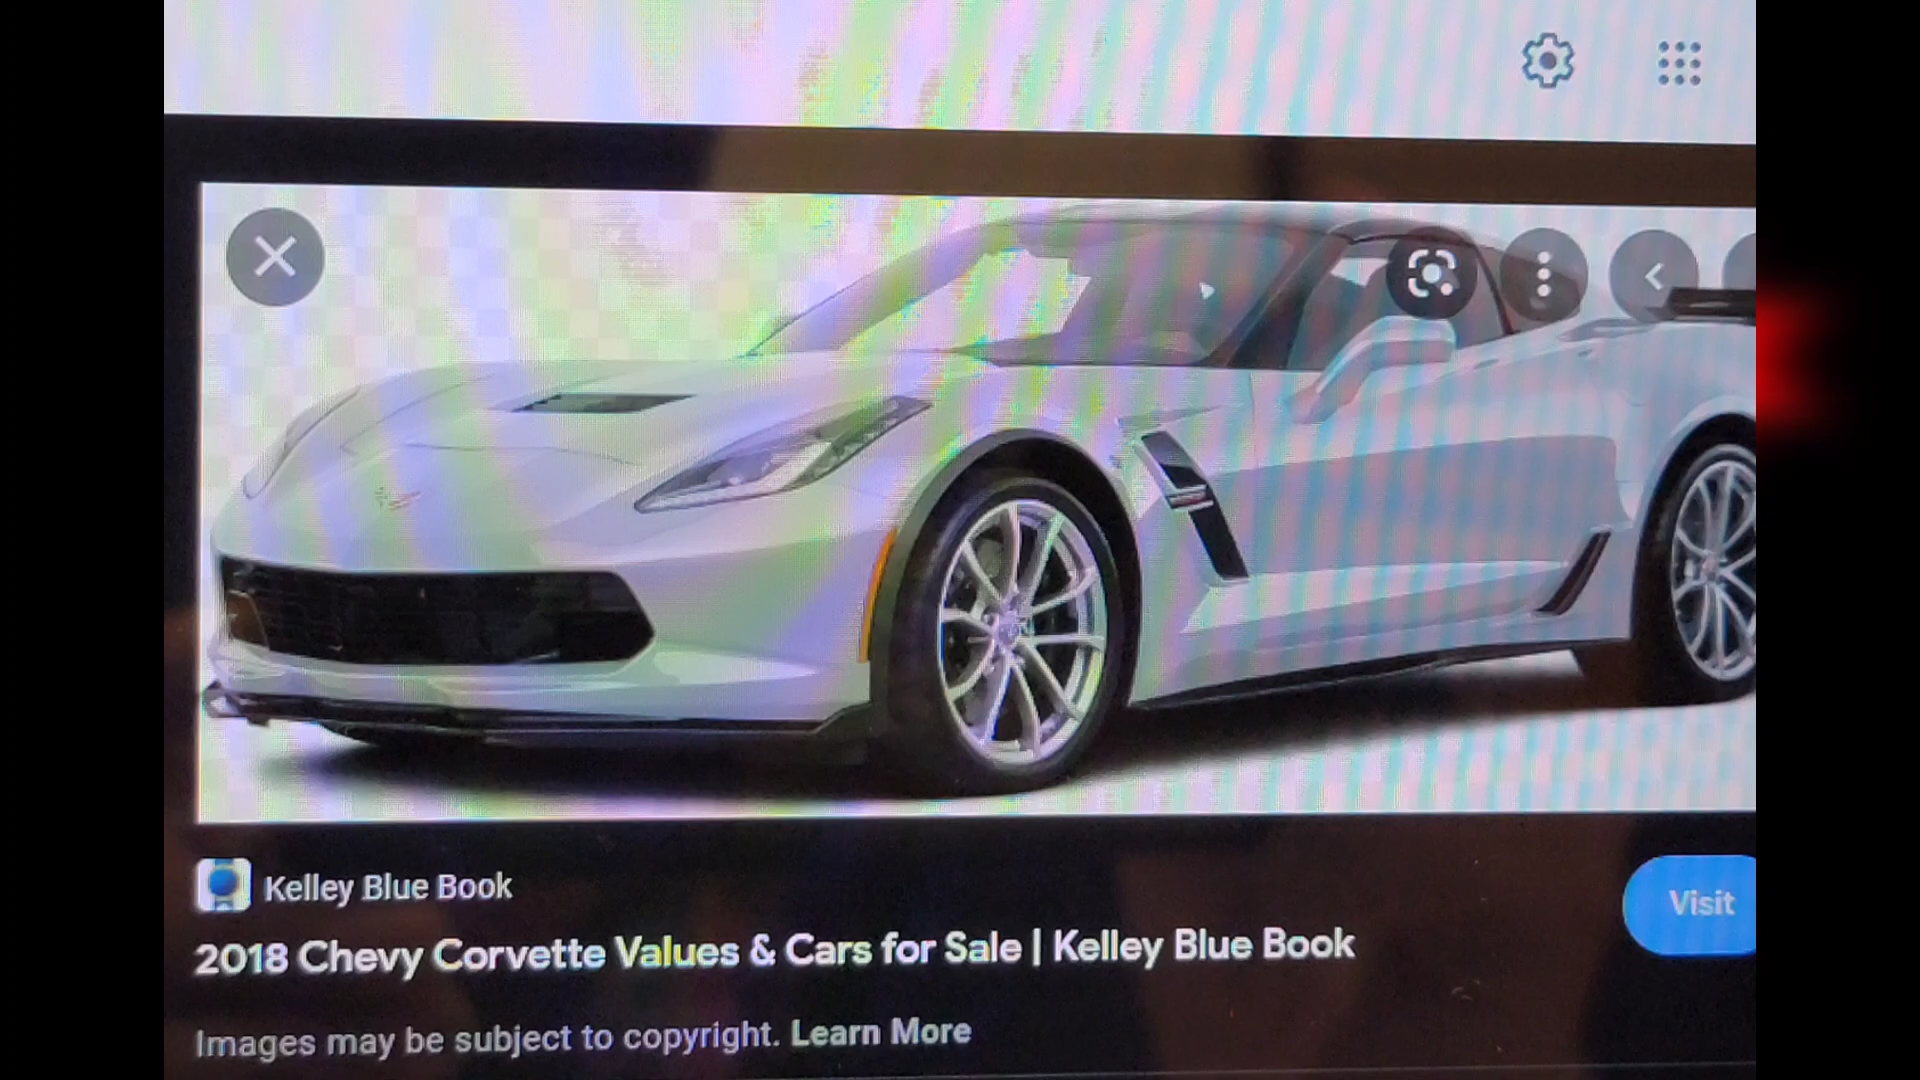 Kelley Blue Book
Visit
2018 Chevy Corvette Values & Cars for Sale | Kelley Blue Book
Images may be subject to copyright. Learn More